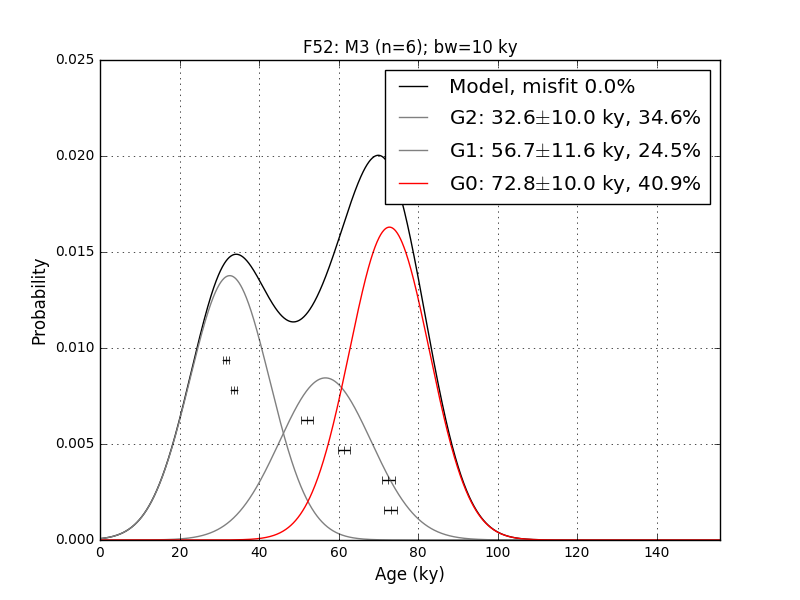 F52: M3 (n=6); bw=10 ky
0.025
0.020
0.015
0.010
0.005
0.000
Probability
Model, misfit 0.0%
G2: 32.6±10.0 ky, 34.6%
G1: 56.7±11.6 ky, 24.5%
G0: 72.8±10.0 ky, 40.9%
0 20 40 60 80 100 120 140
Age (ky)